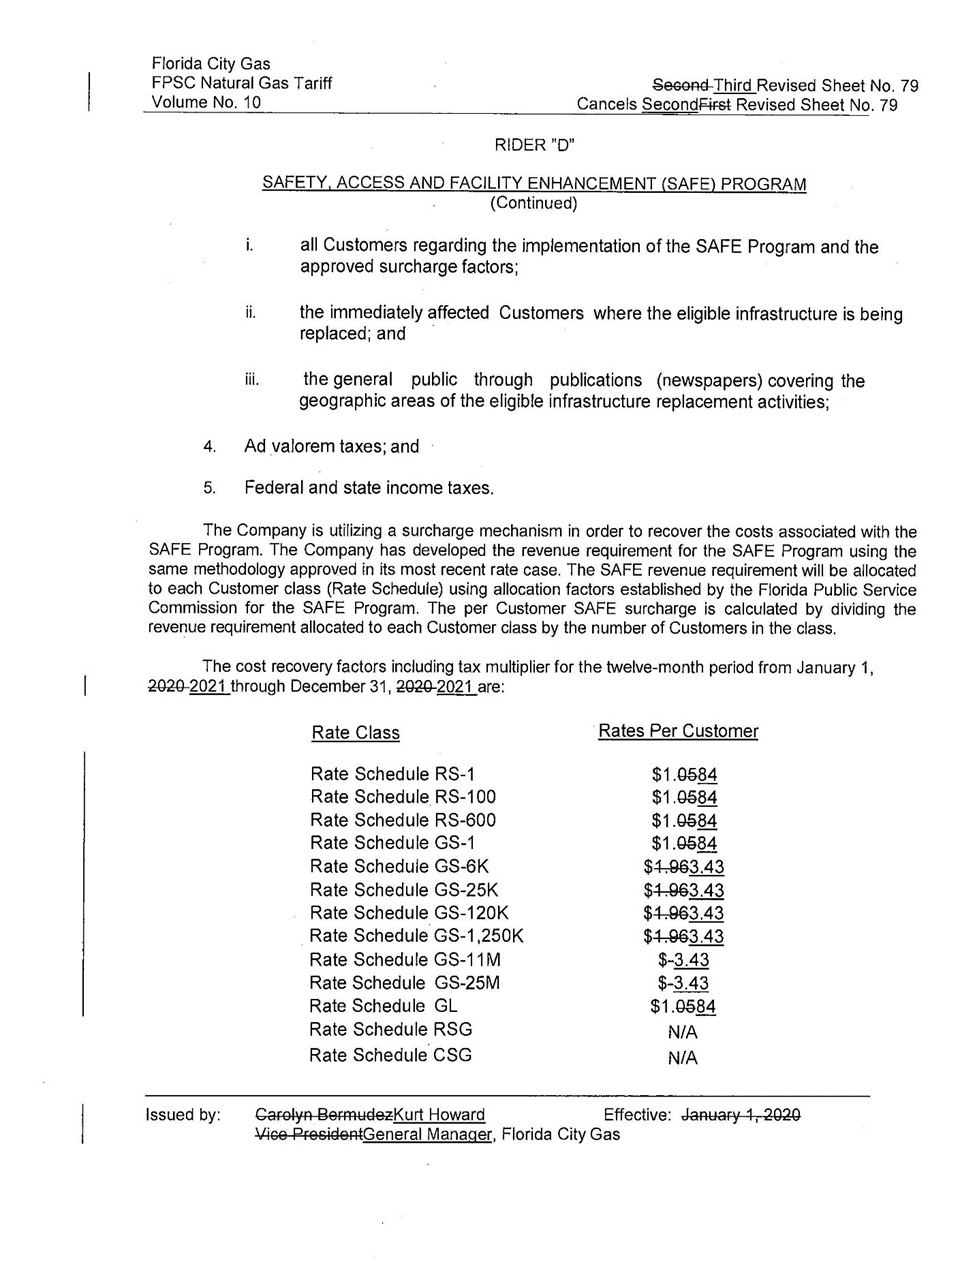 Florida City Gas
FPSC Natural Gas Tariff
Second Third Revised Sheet No. 79
Volume No. 10
Cancels SecondFirst Revised Sheet No. 79
RIDER "D"
SAFETY, ACCESS AND FACILITY ENHANCEMENT (SAFE) PROGRAM
(Continued)
i. all Customers regarding the implementation of the SAFE Program and the
approved surcharge factors;
ii. the immediately affected Customers where the eligible infrastructure is being
replaced; and
iii. the general public through publications (newspapers) covering the
geographic areas of the eligible infrastructure replacement activities;
4. Ad valorem taxes; and
5. Federal and state income taxes.
The Company is utilizing a surcharge mechanism in order to recover the costs associated with the
SAFE Program. The Company has developed the revenue requirement for the SAFE Program using the
same methodology approved in its most recent rate case. The SAFE revenue requirement will be allocated
to each Customer class (Rate Schedule) using allocation factors established by the Florida Public Service
Commission for the SAFE Program. The per Customer SAFE surcharge is calculated by dividing the
revenue requirement allocated to each Customer class by the number of Customers in the class.
The cost recovery factors including tax multiplier for the twelve-month period from January 1,
2020 2021 through December 31, 2020 2021 are:
Rate Class Rates Per Customer
Rate Schedule RS-1 $1.0584
Rate Schedule RS-100 $1.0584
Rate Schedule RS-600 $1.0584
Rate Schedule GS-1 $1.0584
Rate Schedule GS-6K $1.963.43
Rate Schedule GS-25K $1.963.43
Rate Schedule GS-120K $1.963.43
Rate Schedule GS-1,250K $1.963.43
Rate Schedule GS-11M $-3.43
Rate Schedule GS-25M $-3.43
Rate Schedule GL $1.0584
Rate Schedule RSG N/A
Rate Schedule CSG N/A
Issued by: Carolyn BermudezKurt Howard Effective: January 1, 2020
Vice PresidentGeneral Manager, Florida City Gas